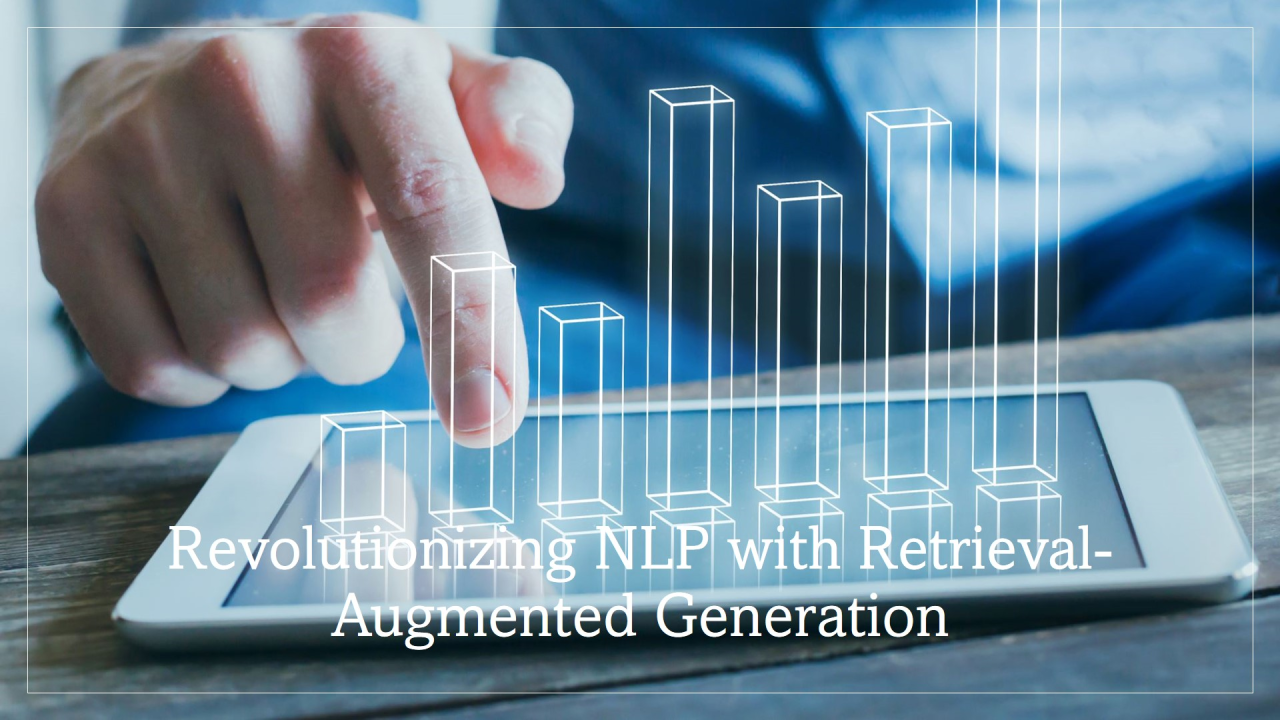 Revolutionizing NLP with Retrieval-
Augmented Generation